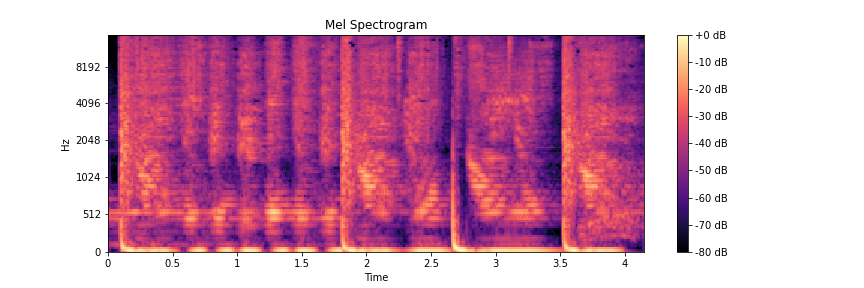 Mel Spectrogram
8192
4096
2048
1024
512
0
Hz
0 0.5 1 1.5 2 2.5 3 3.5 4
Time
+0 dB
-10 dB
-20 dB
-30 dB
-40 dB
-50 dB
-60 dB
-70 dB
-80 dB